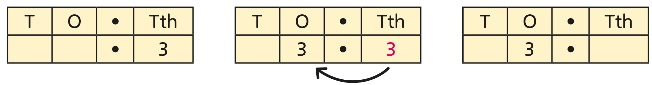 T O • Tth
• 3
T O • Tth
3 • 3
T O • Tth
3 •